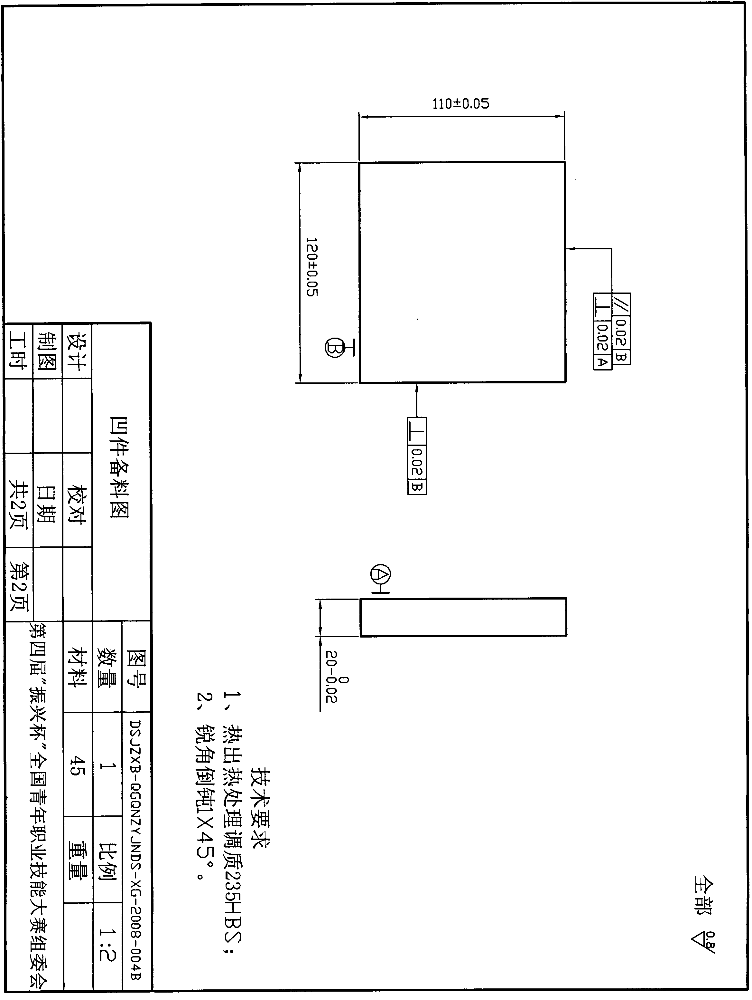 全部 0.8
// 0.02 B
⊥ 0.02 A
110±0.05
⊥ 0.02 B
B
120±0.05
A
0
20-0.02
技术要求
1、热出热处理调质235HBS；
2、锐角倒钝1X45°。
凹件备料图
图号 DSJZXB-QGQNZYJNDS-XG-2008-004B
数量 1 比例 1:2
设计 校对 材料 45 重量
制图 日期
工时 共2页 第2页
第四届"振兴杯"全国青年职业技能大赛组委会